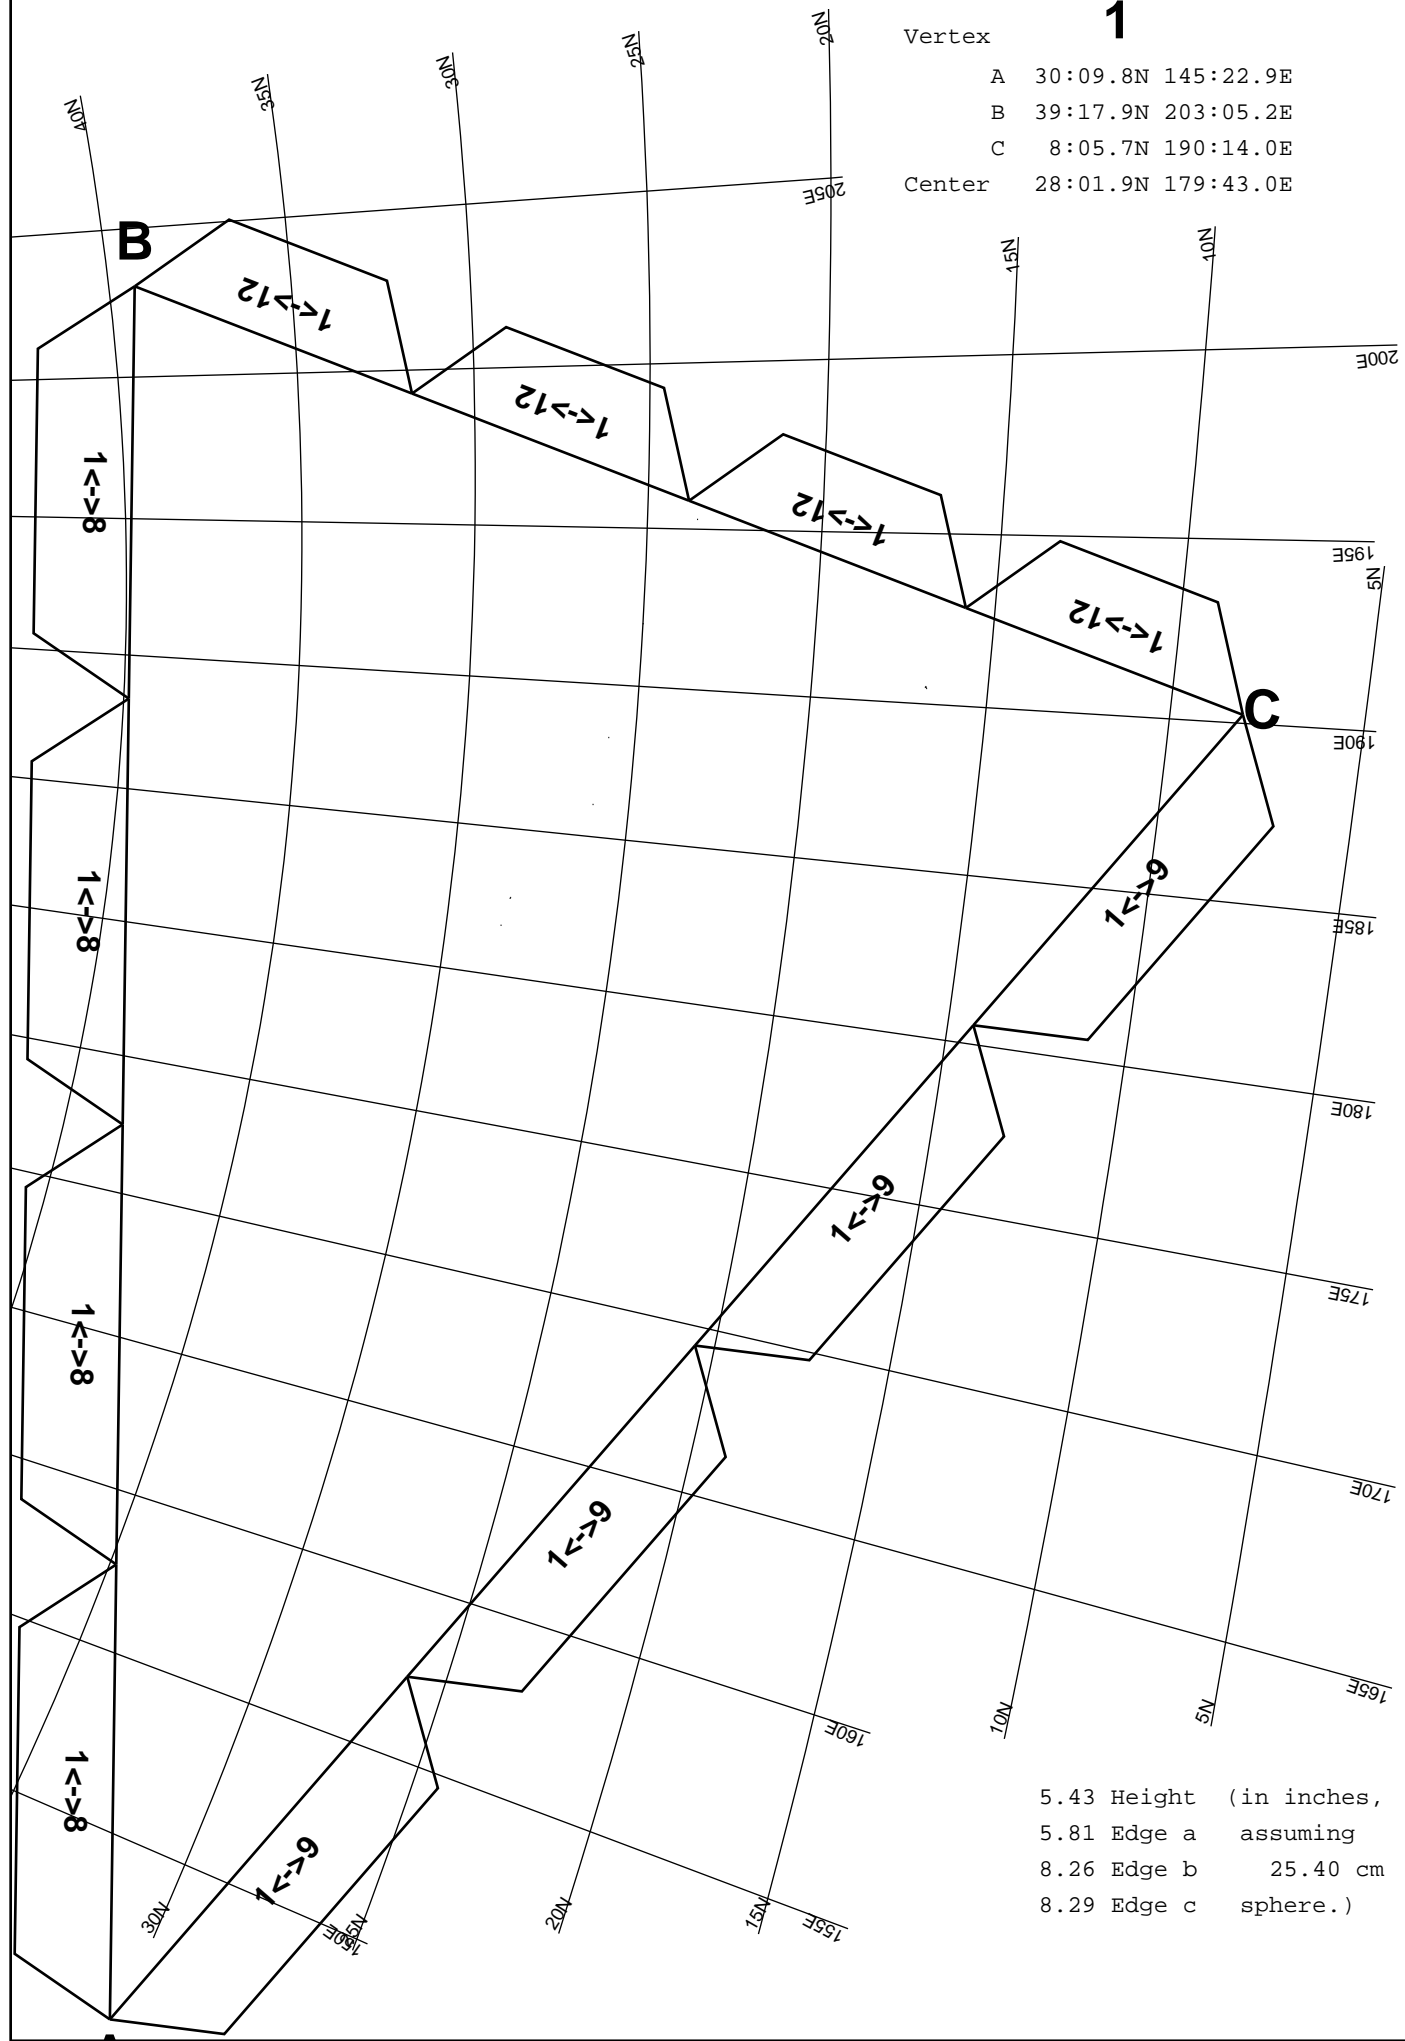 1
Vertex
A 30:09.8N 145:22.9E
B 39:17.9N 203:05.2E
C 8:05.7N 190:14.0E
Center 28:01.9N 179:43.0E
40N
35N
30N
25N
20N
205E
15N
10N
B
1<->12
200E
1<->12
1<->8
1<->12
195E
5N
1<->12
C
190E
1<->9
1<->8
185E
180E
1<->9
175E
1<->8
170E
1<->9
165E
160E
10N
5N
1<->8
1<->9
30N
150E
25N
20N
15N
155E
5.43 Height (in inches,
5.81 Edge a assuming
8.26 Edge b 25.40 cm
8.29 Edge c sphere.)